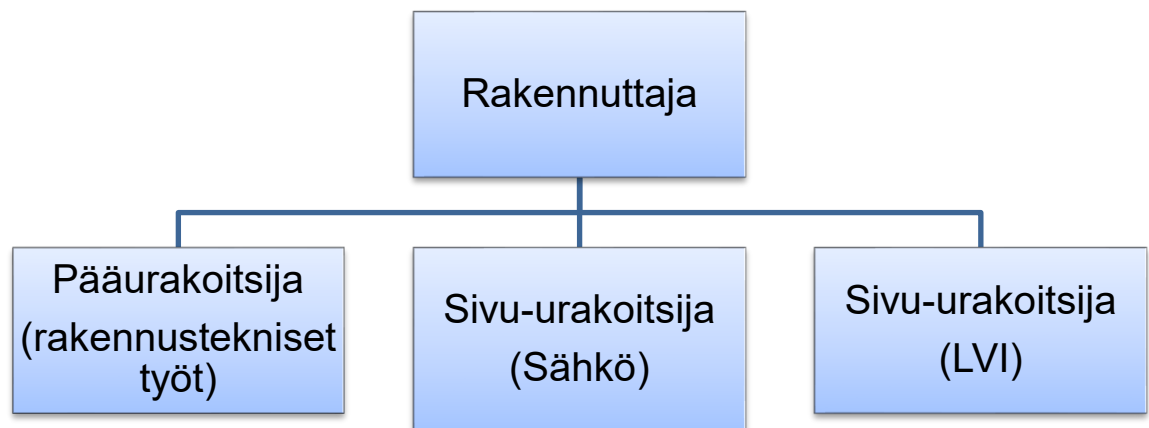 Rakennuttaja
Pääurakoitsija
(rakennustekniset
työt)
Sivu-urakoitsija
(Sähkö)
Sivu-urakoitsija
(LVI)